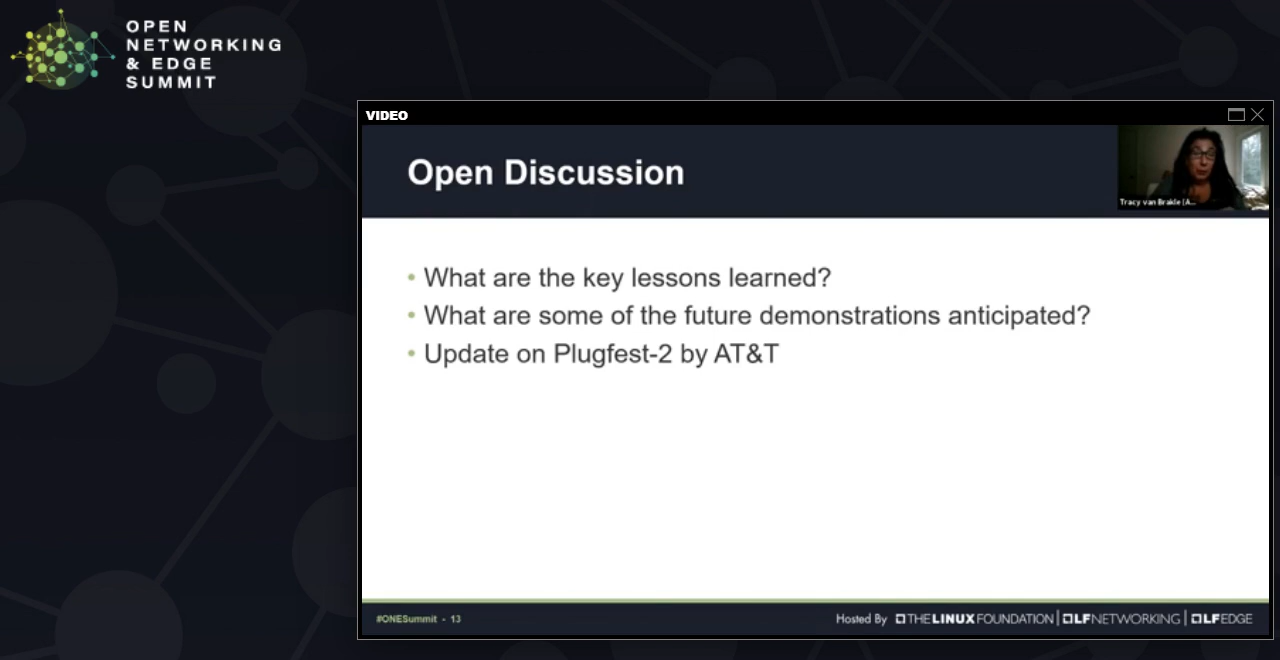 OPEN
NETWORKING
& EDGE
SUMMIT
VIDEO
Open Discussion
Tracy van Brakle (A...
• What are the key lessons learned?
• What are some of the future demonstrations anticipated?
• Update on Plugfest-2 by AT&T
#ONESummit - 13
Hosted By THE LINUX FOUNDATION | LFNETWORKING | LFEDGE